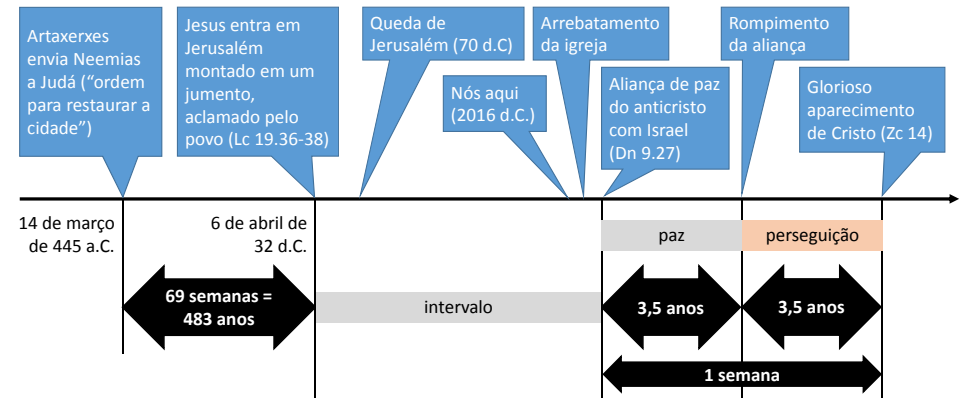 Artaxerxes
envia Neemias
a Judá (“ordem
para restaurar a
cidade”)
Jesus entra em
Jerusalém
montado em um
jumento,
aclamado pelo
povo (Lc 19.36-38)
Queda de
Jerusalém (70 d.C)
Nós aqui
(2016 d.C.)
Arrebatamento
da igreja
Aliança de paz
do anticristo
com Israel
(Dn 9.27)
Rompimento
da aliança
Glorioso
aparecimento
de Cristo (Zc 14)
14 de março
de 445 a.C.
6 de abril de
32 d.C.
paz
perseguição
69 semanas =
483 anos
intervalo
3,5 anos
3,5 anos
1 semana